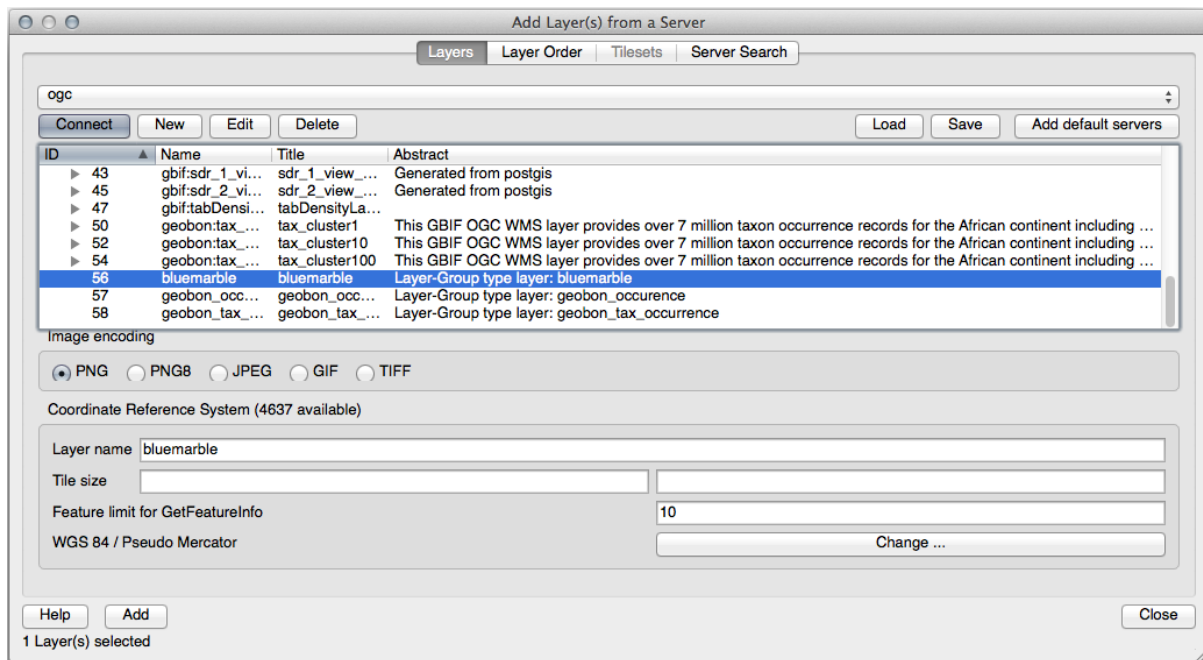 Add Layer(s) from a Server
Layers Layer Order Tilesets Server Search
ogc
Connect New Edit Delete Load Save Add default servers
ID Name Title Abstract
43 gbif:sdr_1_vi... sdr_1_view_... Generated from postgis
45 gbif:sdr_2_vi... sdr_2_view_... Generated from postgis
47 gbif:tabDensi... tabDensityLa...
50 geobon:tax_... tax_cluster1 This GBIF OGC WMS layer provides over 7 million taxon occurrence records for the African continent including ...
52 geobon:tax_... tax_cluster10 This GBIF OGC WMS layer provides over 7 million taxon occurrence records for the African continent including ...
54 geobon:tax_... tax_cluster100 This GBIF OGC WMS layer provides over 7 million taxon occurrence records for the African continent including ...
56 bluemarble bluemarble Layer-Group type layer: bluemarble
57 geobon_occ... geobon_occ... Layer-Group type layer: geobon_occurence
58 geobon_tax_... geobon_tax_... Layer-Group type layer: geobon_tax_occurrence
Image encoding
PNG PNG8 JPEG GIF TIFF
Coordinate Reference System (4637 available)
Layer name bluemarble
Tile size
Feature limit for GetFeatureInfo 10
WGS 84 / Pseudo Mercator Change ...
Help Add Close
1 Layer(s) selected